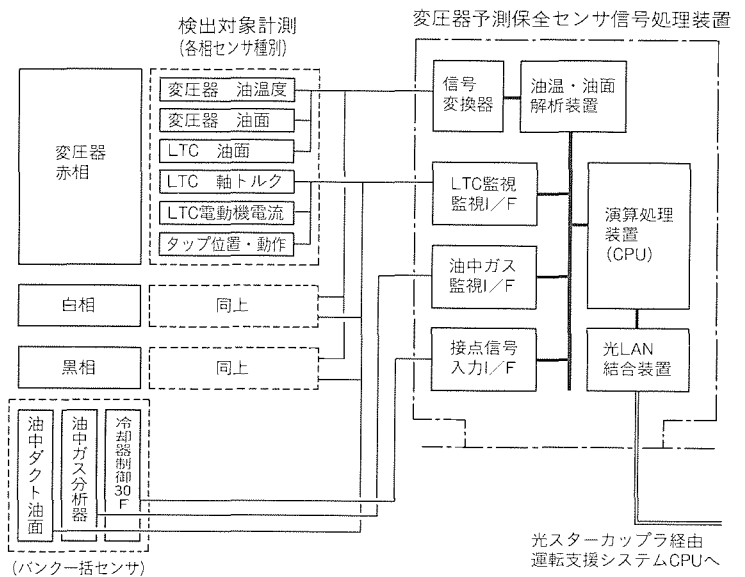 検出対象計測
(各相センサ種別)
変圧器予測保全センサ信号処理装置
変圧器
赤相
変圧器 油温度
変圧器 油面
LTC 油面
LTC 軸トルク
LTC電動機電流
タップ位置・動作
信号
変換器
油温・油面
解析装置
LTC監視
監視I/F
演算処理
装置
(CPU)
油中ガス
監視I/F
白相
同上
黒相
同上
接点信号
入力I/F
光LAN
結合装置
油中ダクト油面
油中ガス分析器
冷却器制御30F
(バンク一括センサ)
光スターカップラ経由
運転支援システムCPUへ